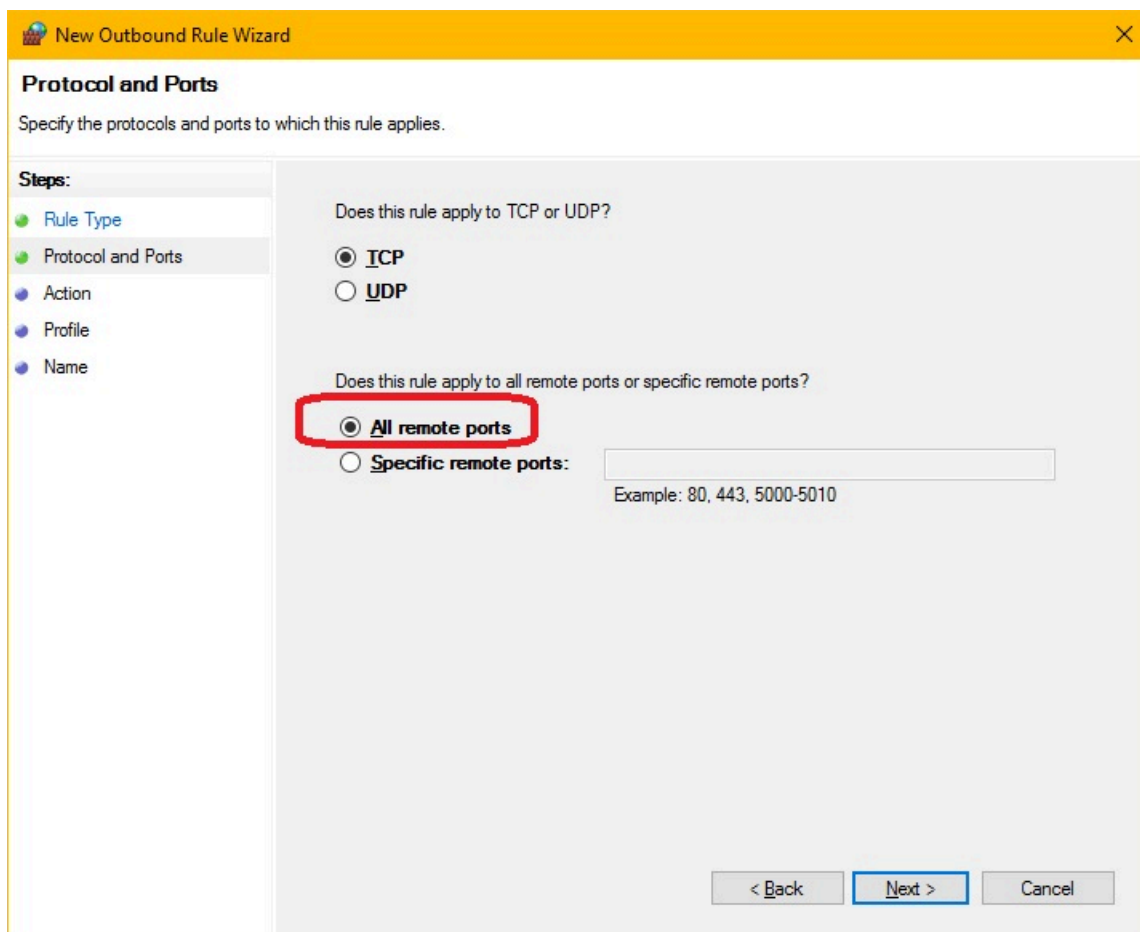 New Outbound Rule Wizard
Protocol and Ports
Specify the protocols and ports to which this rule applies.
Steps:
Rule Type
Protocol and Ports
Action
Profile
Name
Does this rule apply to TCP or UDP?
TCP
UDP
Does this rule apply to all remote ports or specific remote ports?
All remote ports
Specific remote ports:
Example: 80, 443, 5000-5010
< Back
Next >
Cancel